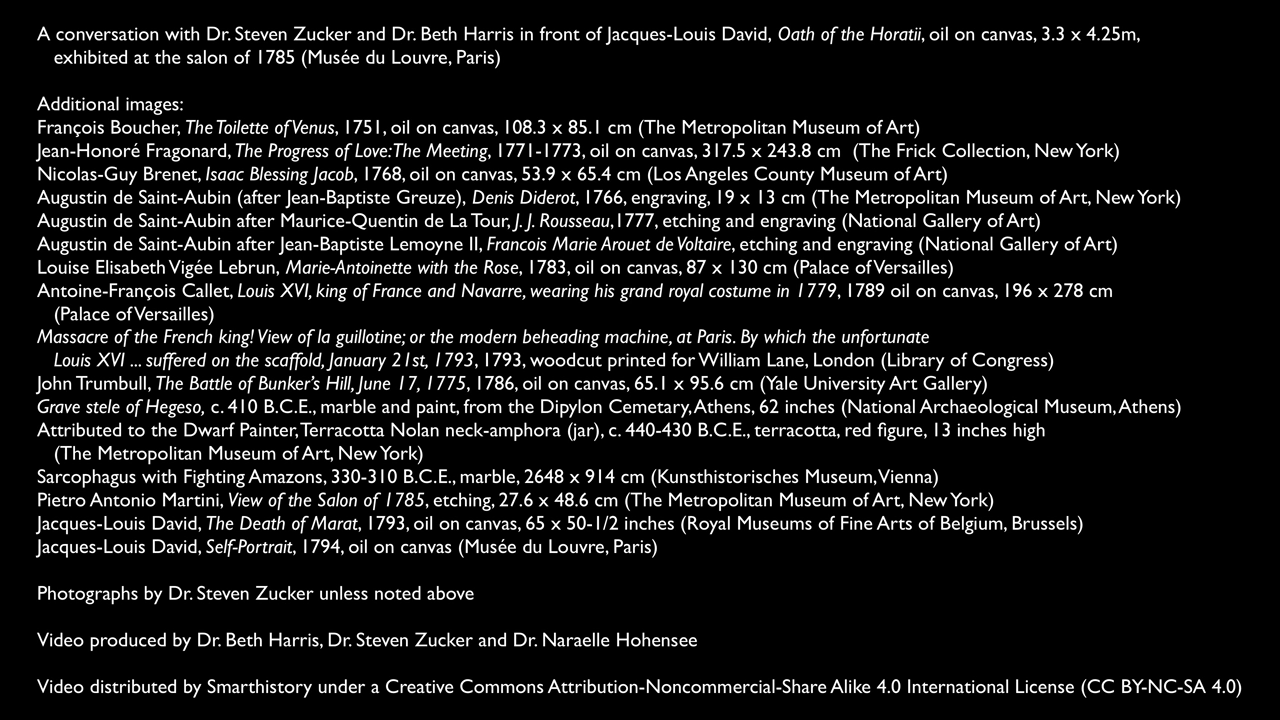 A conversation with Dr. Steven Zucker and Dr. Beth Harris in front of Jacques-Louis David, Oath of the Horatii, oil on canvas, 3.3 x 4.25m,
exhibited at the salon of 1785 (Musée du Louvre, Paris)
Additional images:
François Boucher, The Toilette of Venus, 1751, oil on canvas, 108.3 x 85.1 cm (The Metropolitan Museum of Art)
Jean-Honoré Fragonard, The Progress of Love: The Meeting, 1771-1773, oil on canvas, 317.5 x 243.8 cm (The Frick Collection, New York)
Nicolas-Guy Brenet, Isaac Blessing Jacob, 1768, oil on canvas, 53.9 x 65.4 cm (Los Angeles County Museum of Art)
Augustin de Saint-Aubin (after Jean-Baptiste Greuze), Denis Diderot, 1766, engraving, 19 x 13 cm (The Metropolitan Museum of Art, New York)
Augustin de Saint-Aubin after Maurice-Quentin de La Tour, J. J. Rousseau,1777, etching and engraving (National Gallery of Art)
Augustin de Saint-Aubin after Jean-Baptiste Lemoyne II, Francois Marie Arouet de Voltaire, etching and engraving (National Gallery of Art)
Louise Elisabeth Vigée Lebrun, Marie-Antoinette with the Rose, 1783, oil on canvas, 87 x 130 cm (Palace of Versailles)
Antoine-François Callet, Louis XVI, king of France and Navarre, wearing his grand royal costume in 1779, 1789 oil on canvas, 196 x 278 cm
(Palace of Versailles)
Massacre of the French king! View of la guillotine; or the modern beheading machine, at Paris. By which the unfortunate
Louis XVI ... suffered on the scaffold, January 21st, 1793, 1793, woodcut printed for William Lane, London (Library of Congress)
John Trumbull, The Battle of Bunker's Hill, June 17, 1775, 1786, oil on canvas, 65.1 x 95.6 cm (Yale University Art Gallery)
Grave stele of Hegeso, c. 410 B.C.E., marble and paint, from the Dipylon Cemetary, Athens, 62 inches (National Archaeological Museum, Athens)
Attributed to the Dwarf Painter, Terracotta Nolan neck-amphora (jar), c. 440-430 B.C.E., terracotta, red figure, 13 inches high
(The Metropolitan Museum of Art, New York)
Sarcophagus with Fighting Amazons, 330-310 B.C.E., marble, 2648 x 914 cm (Kunsthistorisches Museum, Vienna)
Pietro Antonio Martini, View of the Salon of 1785, etching, 27.6 x 48.6 cm (The Metropolitan Museum of Art, New York)
Jacques-Louis David, The Death of Marat, 1793, oil on canvas, 65 x 50-1/2 inches (Royal Museums of Fine Arts of Belgium, Brussels)
Jacques-Louis David, Self-Portrait, 1794, oil on canvas (Musée du Louvre, Paris)
Photographs by Dr. Steven Zucker unless noted above
Video produced by Dr. Beth Harris, Dr. Steven Zucker and Dr. Naraelle Hohensee
Video distributed by Smarthistory under a Creative Commons Attribution-Noncommercial-Share Alike 4.0 International License (CC BY-NC-SA 4.0)